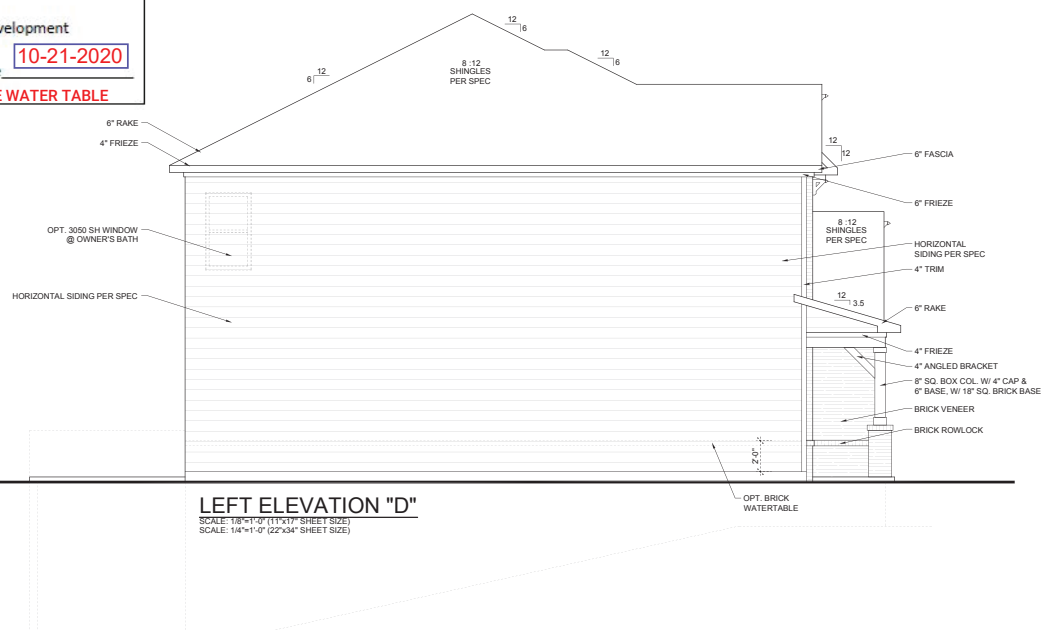 velopment
10-21-2020
E WATER TABLE
12
6
12
6
12
6
8 :12
SHINGLES
PER SPEC
6" RAKE
4" FRIEZE
12
12
6" FASCIA
6" FRIEZE
OPT. 3050 SH WINDOW
@ OWNER'S BATH
8 :12
SHINGLES
PER SPEC
HORIZONTAL
SIDING PER SPEC
4" TRIM
HORIZONTAL SIDING PER SPEC
12
3.5
6" RAKE
4" FRIEZE
4" ANGLED BRACKET
8" SQ. BOX COL. W/ 4" CAP &
6" BASE, W/ 18" SQ. BRICK BASE
BRICK VENEER
BRICK ROWLOCK
2'-0"
OPT. BRICK
WATERTABLE
LEFT ELEVATION "D"
SCALE: 1/8"=1'-0" (11"x17" SHEET SIZE)
SCALE: 1/4"=1'-0" (22"x34" SHEET SIZE)